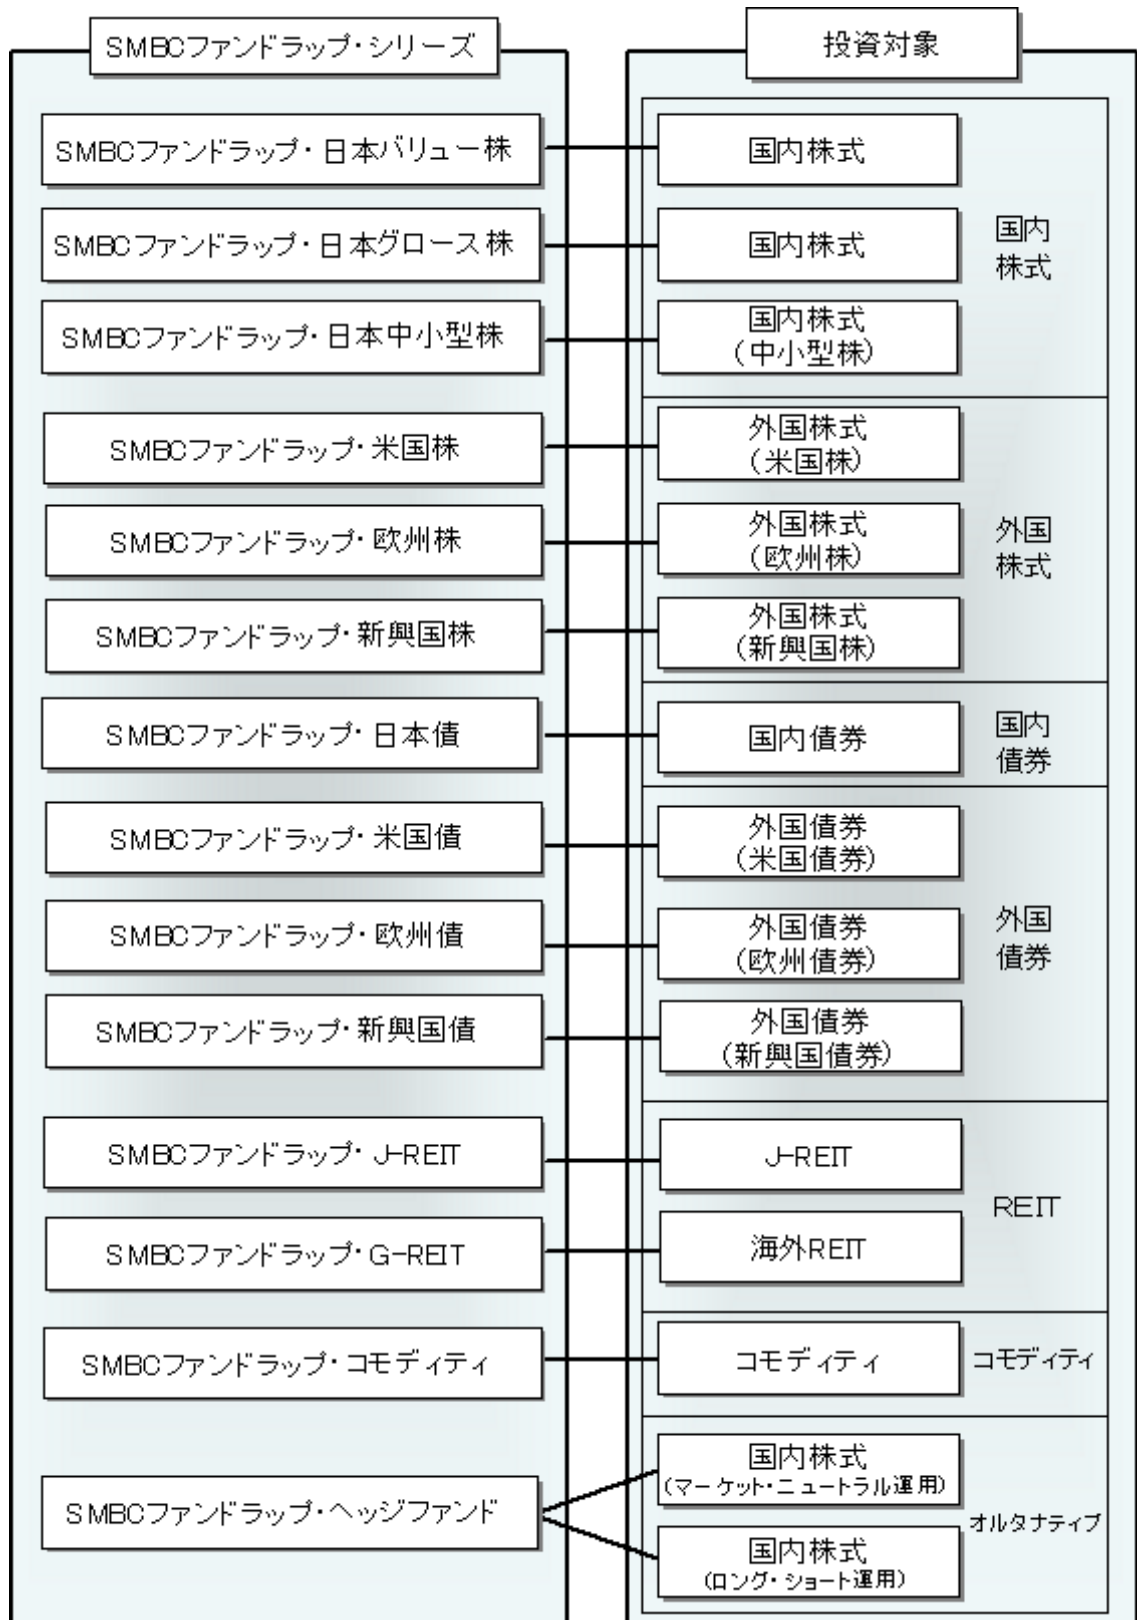 SMBCファンドラップ・シリーズ
投資対象
SMBCファンドラップ・日本バリュー株
国内株式
SMBCファンドラップ・日本グロース株
国内株式
国内
株式
SMBCファンドラップ・日本中小型株
国内株式
(中小型株)
SMBCファンドラップ・米国株
外国株式
(米国株)
SMBCファンドラップ・欧州株
外国株式
(欧州株)
外国
株式
SMBCファンドラップ・新興国株
外国株式
(新興国株)
SMBCファンドラップ・日本債
国内債券
国内
債券
SMBCファンドラップ・米国債
外国債券
(米国債券)
SMBCファンドラップ・欧州債
外国債券
(欧州債券)
外国
債券
SMBCファンドラップ・新興国債
外国債券
(新興国債券)
SMBCファンドラップ・J-REIT
J-REIT
REIT
SMBCファンドラップ・G-REIT
海外REIT
SMBCファンドラップ・コモディティ
コモディティ
コモディティ
SMBCファンドラップ・ヘッジファンド
国内株式
(マーケット・ニュートラル運用)
オルタナティブ
国内株式
(ロング・ショート運用)